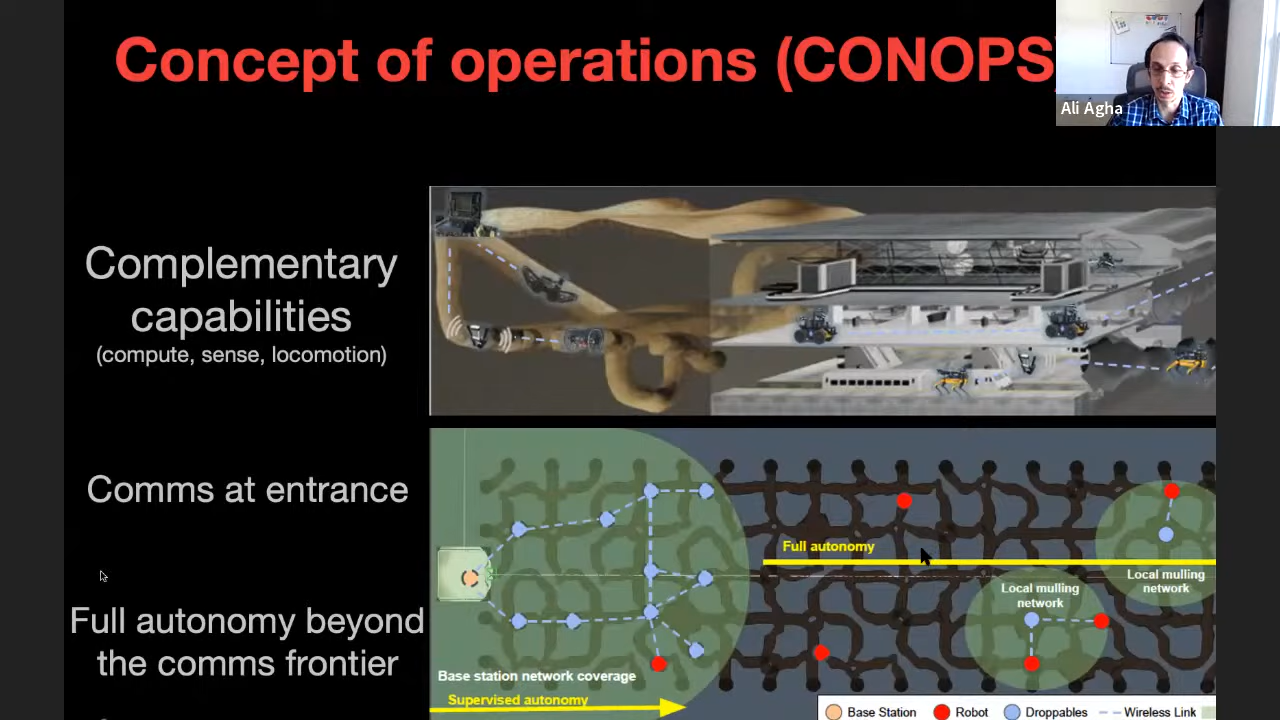 Concept of operations (CONOPS)
Ali Agha
Complementary
capabilities
(compute, sense, locomotion)
Comms at entrance
Full autonomy beyond
the comms frontier
Full autonomy
Local mulling
network
Local mulling
network
Base station network coverage
Supervised autonomy
Base Station
Robot
Droppables
Wireless Link